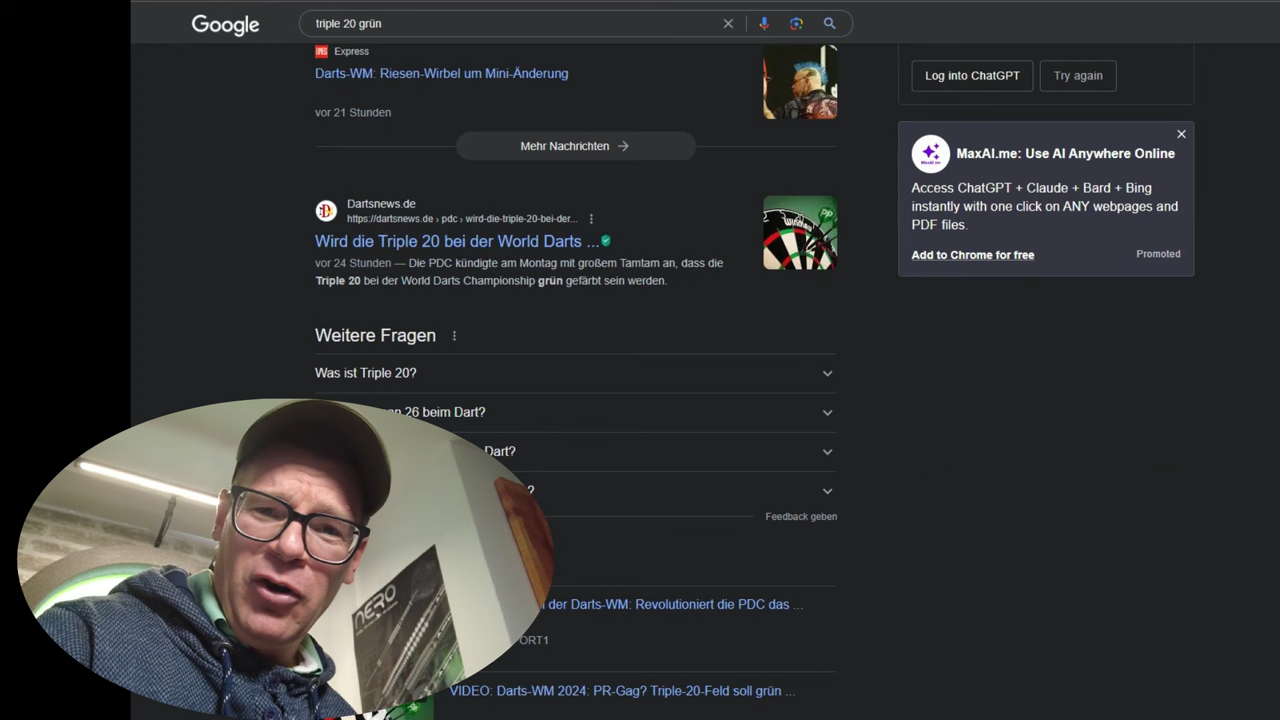 Google
triple 20 grün
Express
Darts-WM: Riesen-Wirbel um Mini-Änderung
vor 21 Stunden
Mehr Nachrichten
Dartsnews.de
https://dartsnews.de › pdc › wird-die-triple-20-bei-der...
Wird die Triple 20 bei der World Darts ...
vor 24 Stunden — Die PDC kündigte am Montag mit großem Tamtam an, dass die
Triple 20 bei der World Darts Championship grün gefärbt sein werden.
Weitere Fragen
Was ist Triple 20?
26 beim Dart?
Dart?
?
Feedback geben
der Darts-WM: Revolutioniert die PDC das ...
ORT1
VIDEO: Darts-WM 2024: PR-Gag? Triple-20-Feld soll grün ...
Log into ChatGPT
Try again
MaxAI.me: Use AI Anywhere Online
Access ChatGPT + Claude + Bard + Bing
instantly with one click on ANY webpages and
PDF files.
Add to Chrome for free
Promoted
NERO